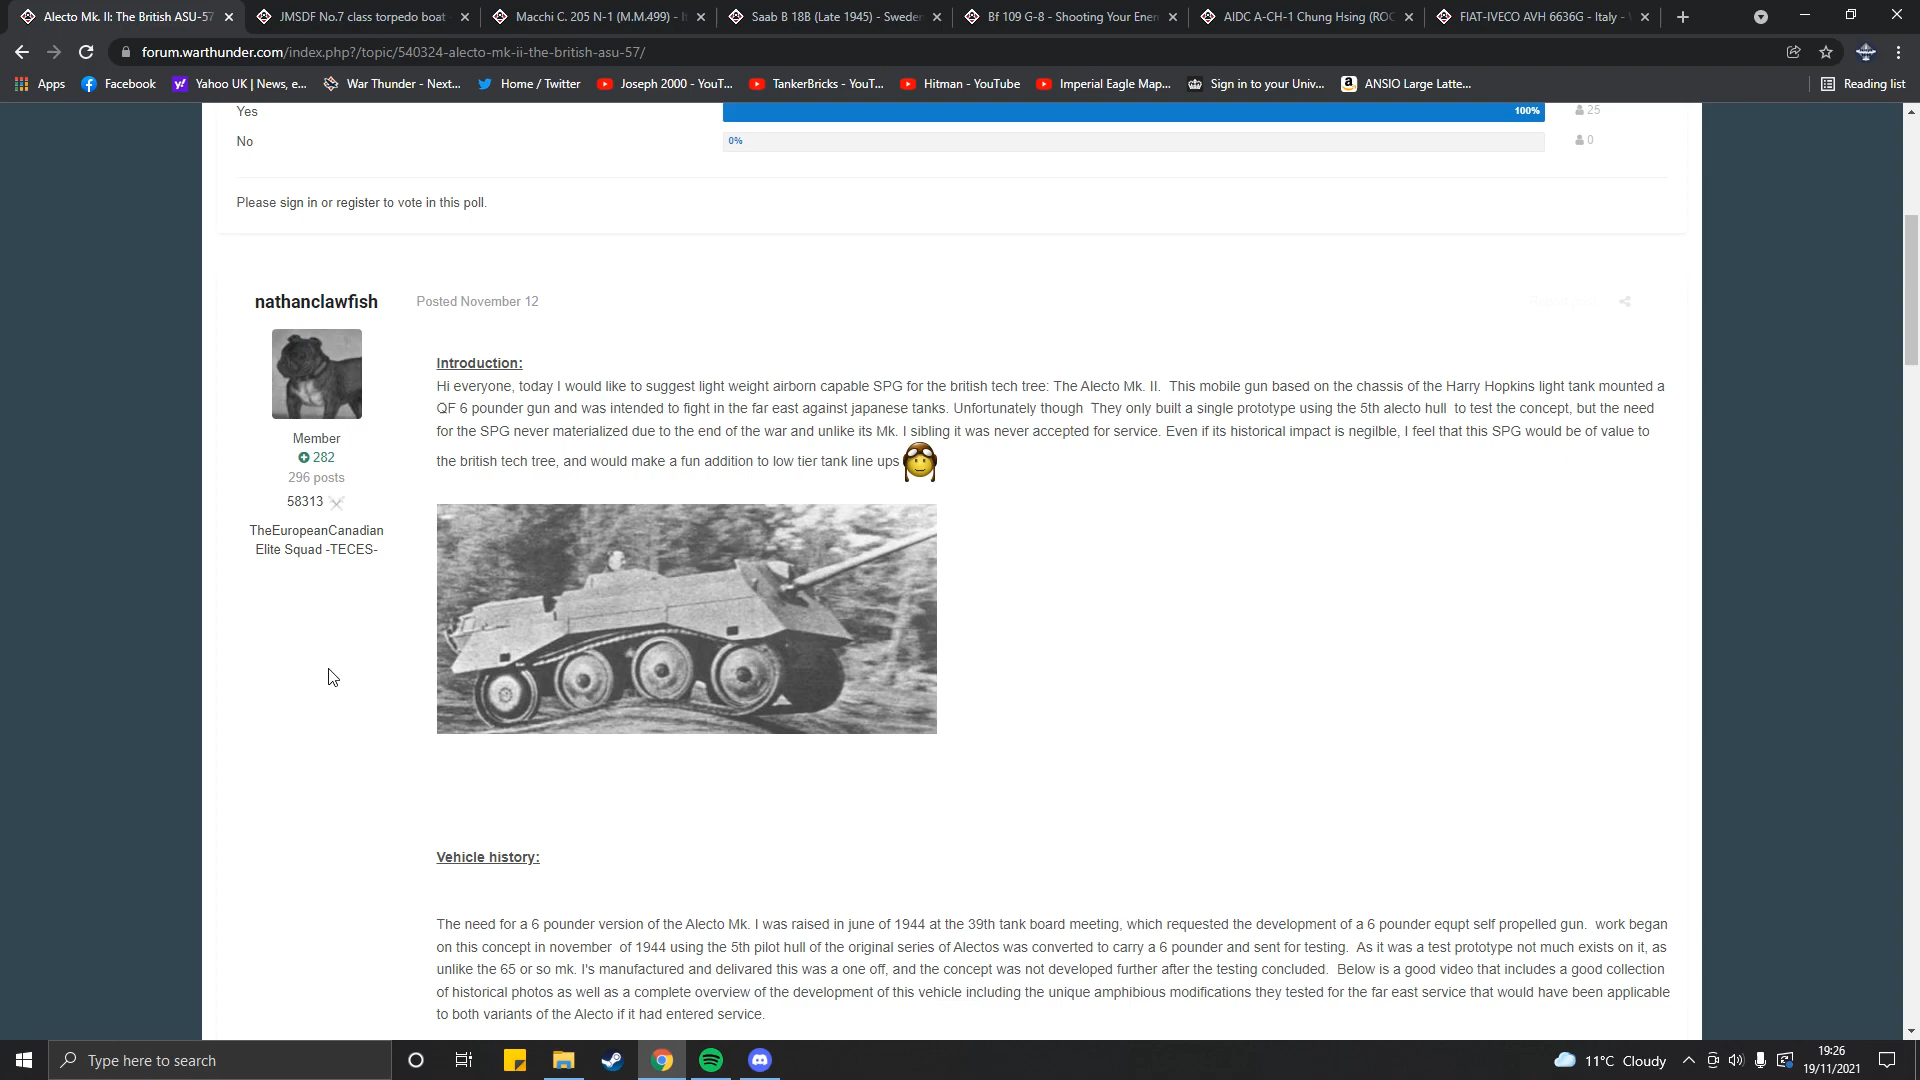 Alecto Mk. II: The British ASU-57
JMSDF No.7 class torpedo boat
Macchi C. 205 N-1 (M.M.499) - I
Saab B 18B (Late 1945) - Sweden
Bf 109 G-8 - Shooting Your Enem
AIDC A-CH-1 Chung Hsing (ROC
FIAT-IVECO AVH 6636G - Italy -
forum.warthunder.com/index.php?/topic/540324-alecto-mk-ii-the-british-asu-57/
Apps
Facebook
Yahoo UK | News, e...
War Thunder - Next...
Home / Twitter
Joseph 2000 - YouT...
TankerBricks - YouT...
Hitman - YouTube
Imperial Eagle Map...
Sign in to your Univ...
ANSIO Large Latte...
Reading list
Yes
100%
25
No
0%
0
Please sign in or register to vote in this poll.
nathanclawfish
Posted November 12
Member
282
296 posts
58313
TheEuropeanCanadian
Elite Squad -TECES-
Introduction:
Hi everyone, today I would like to suggest light weight airborn capable SPG for the british tech tree: The Alecto Mk. II. This mobile gun based on the chassis of the Harry Hopkins light tank mounted a
QF 6 pounder gun and was intended to fight in the far east against japanese tanks. Unfortunately though They only built a single prototype using the 5th alecto hull to test the concept, but the need
for the SPG never materialized due to the end of the war and unlike its Mk. I sibling it was never accepted for service. Even if its historical impact is negilble, I feel that this SPG would be of value to
the british tech tree, and would make a fun addition to low tier tank line ups
Vehicle history:
The need for a 6 pounder version of the Alecto Mk. I was raised in june of 1944 at the 39th tank board meeting, which requested the development of a 6 pounder equpt self propelled gun. work began
on this concept in november of 1944 using the 5th pilot hull of the original series of Alectos was converted to carry a 6 pounder and sent for testing. As it was a test prototype not much exists on it, as
unlike the 65 or so mk. I's manufactured and delivared this was a one off, and the concept was not developed further after the testing concluded. Below is a good video that includes a good collection
of historical photos as well as a complete overview of the development of this vehicle including the unique amphibious modifications they tested for the far east service that would have been applicable
to both variants of the Alecto if it had entered service.
Type here to search
11°C Cloudy
19:26
19/11/2021